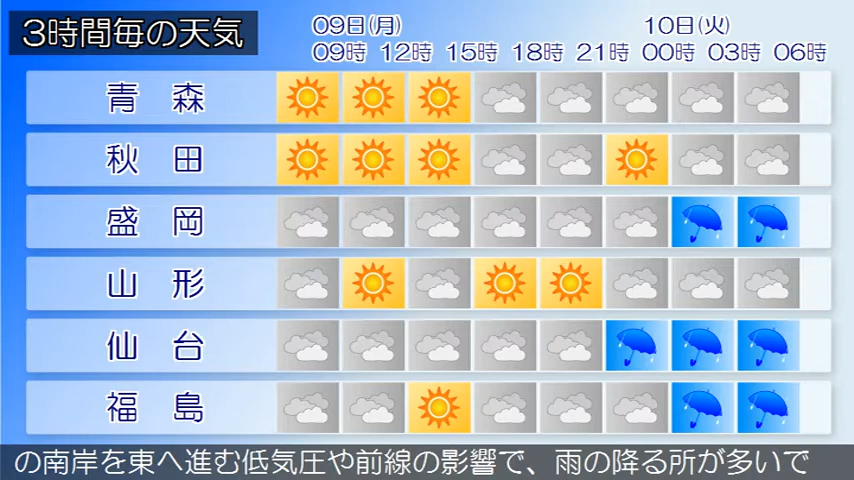 3時間毎の天気
09日(月) 10日(火)
09時 12時 15時 18時 21時 00時 03時 06時
青森
秋田
盛岡
山形
仙台
福島
の南岸を東へ進む低気圧や前線の影響で、雨の降る所が多いで